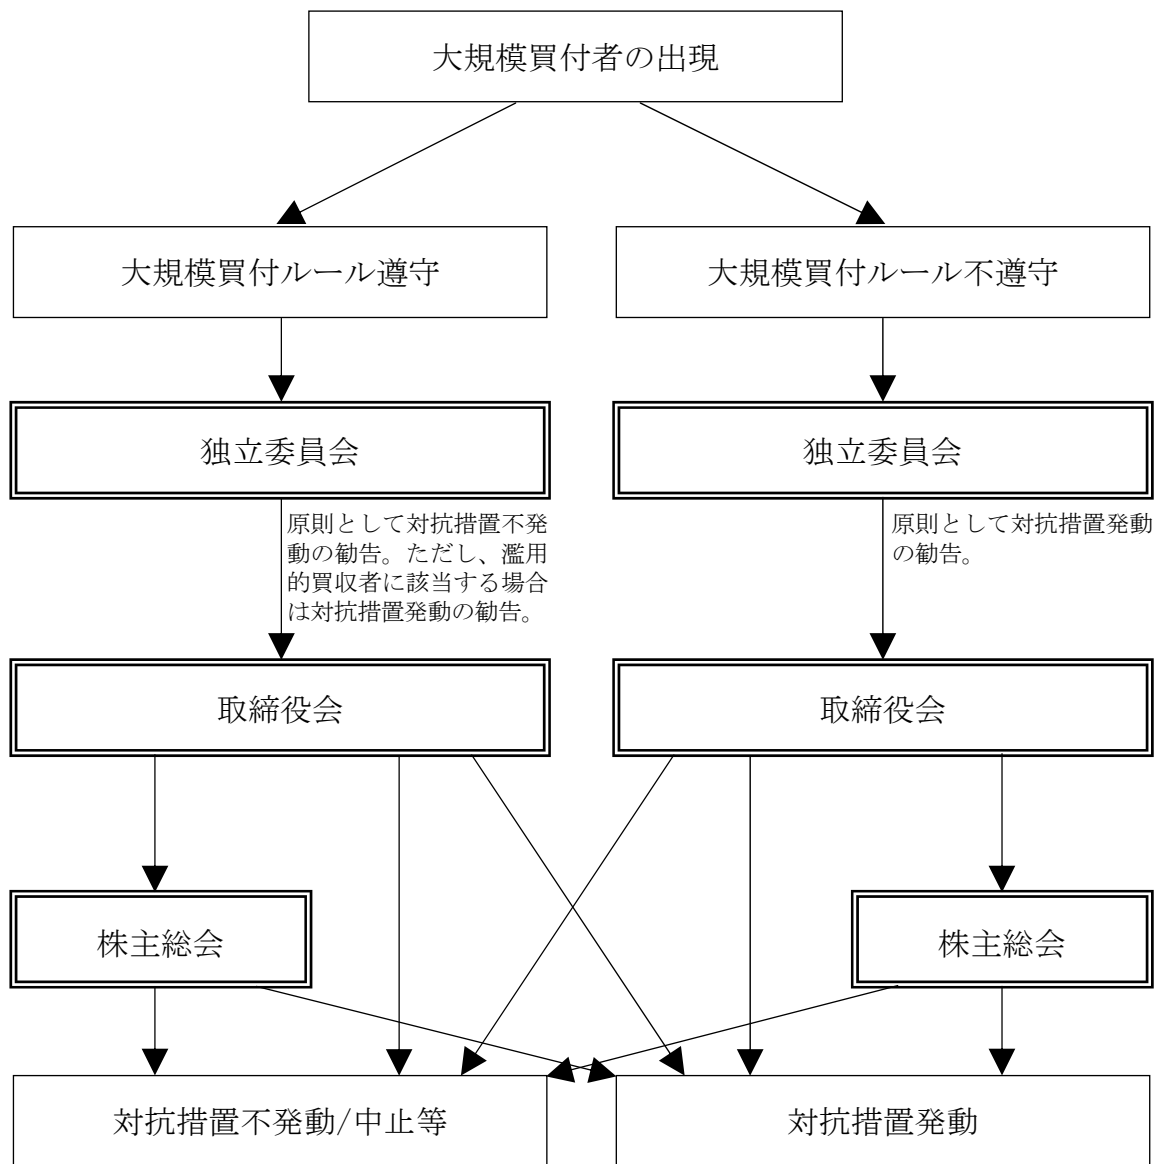 大規模買付者の出現
大規模買付ルール遵守
大規模買付ルール不遵守
独立委員会
独立委員会
原則として対抗措置不発
動の勧告。ただし、濫用
的買収者に該当する場合
は対抗措置発動の勧告。
原則として対抗措置発動
の勧告。
取締役会
取締役会
株主総会
株主総会
対抗措置不発動/中止等
対抗措置発動